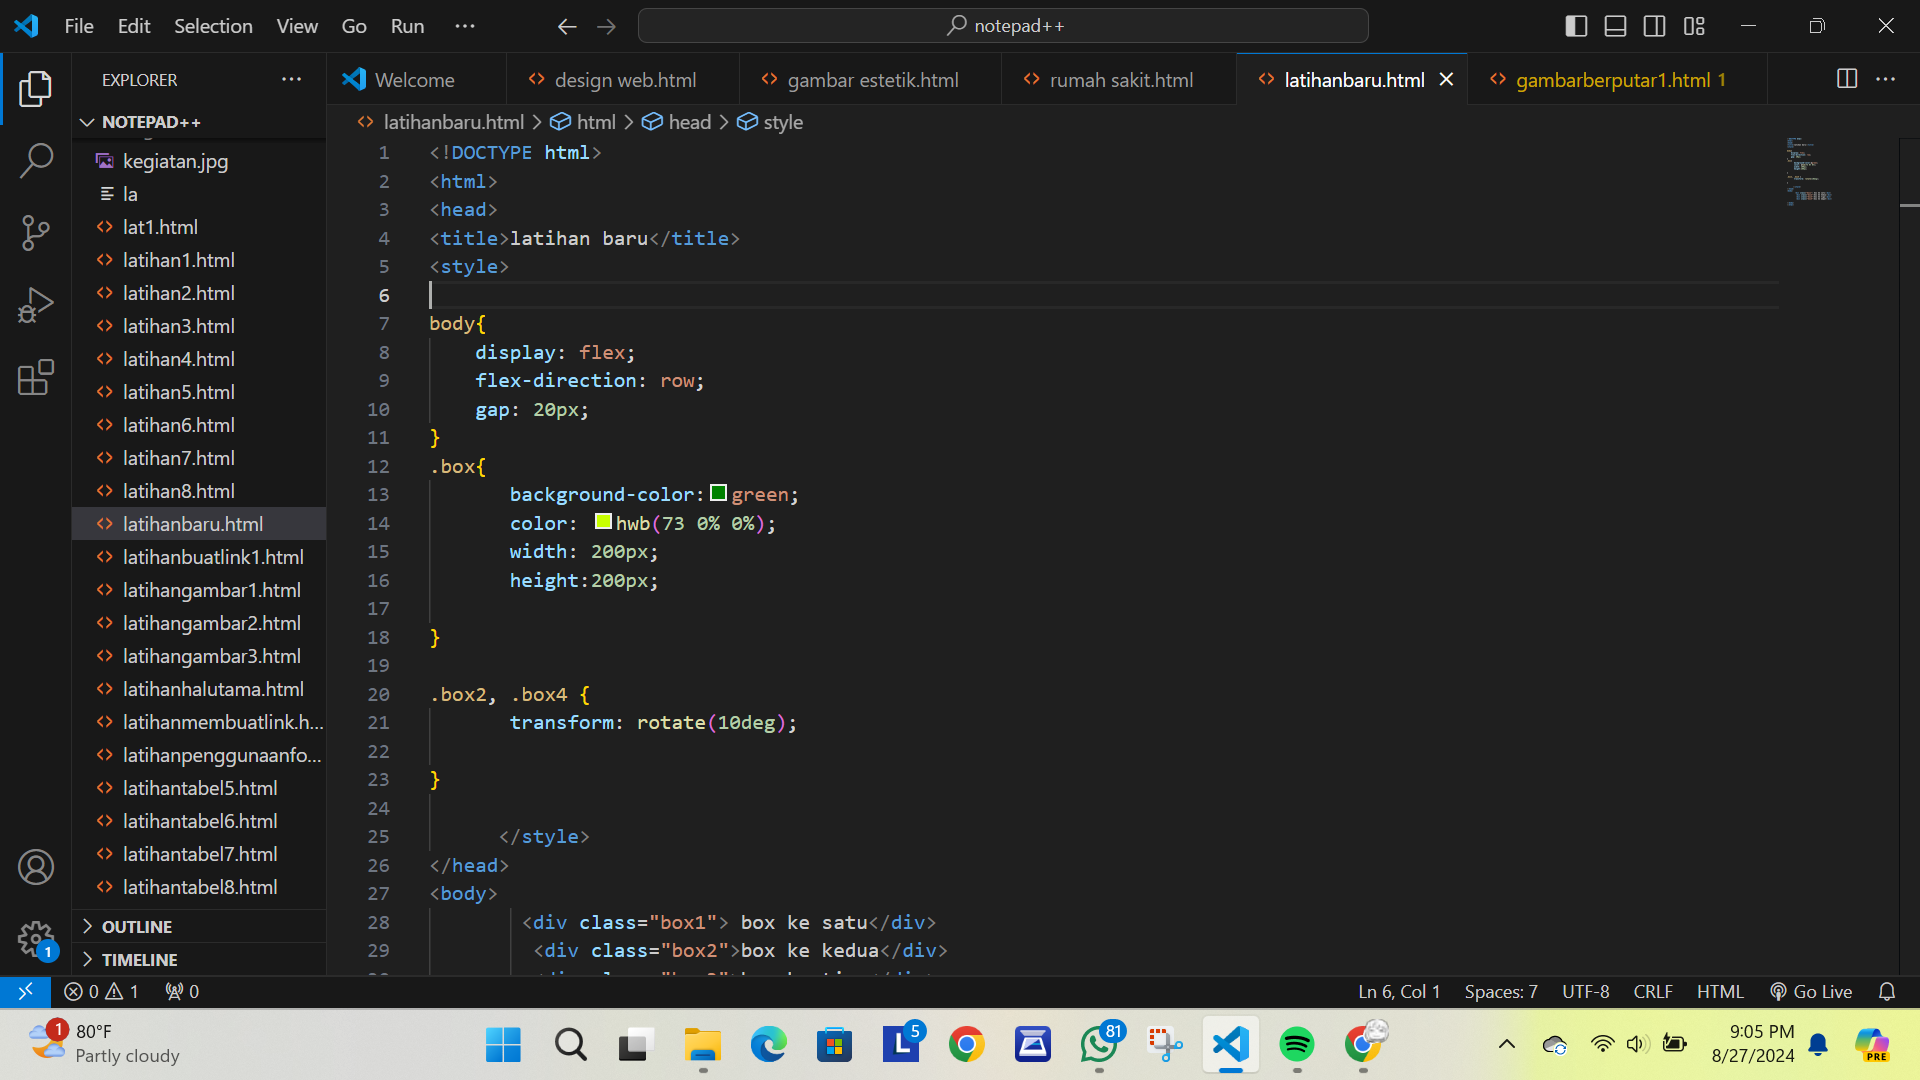 File Edit Selection View Go Run ···
notepad++
EXPLORER
Welcome
design web.html
gambar estetik.html
rumah sakit.html
latihanbaru.html
gambarberputar1.html 1
NOTEPAD++
kegiatan.jpg
la
lat1.html
latihan1.html
latihan2.html
latihan3.html
latihan4.html
latihan5.html
latihan6.html
latihan7.html
latihan8.html
latihanbaru.html
latihanbuatlink1.html
latihangambar1.html
latihangambar2.html
latihangambar3.html
latihanhalutama.html
latihanmembuatlink.h...
latihanpenggunaanfo...
latihantabel5.html
latihantabel6.html
latihantabel7.html
latihantabel8.html
OUTLINE
TIMELINE
latihanbaru.html > html > head > style
1 <!DOCTYPE html>
2 <html>
3 <head>
4 <title>latihan baru</title>
5 <style>
6
7 body{
8 display: flex;
9 flex-direction: row;
10 gap: 20px;
11 }
12 .box{
13 background-color: green;
14 color: hwb(73 0% 0%);
15 width: 200px;
16 height:200px;
17
18 }
19
20 .box2, .box4 {
21 transform: rotate(10deg);
22
23 }
24
25 </style>
26 </head>
27 <body>
28 <div class="box1"> box ke satu</div>
29 <div class="box2">box ke kedua</div>
1
0 1 0
Ln 6, Col 1 Spaces: 7 UTF-8 CRLF HTML Go Live
1
80°F
Partly cloudy
L 5
81
9:05 PM
8/27/2024
PRE